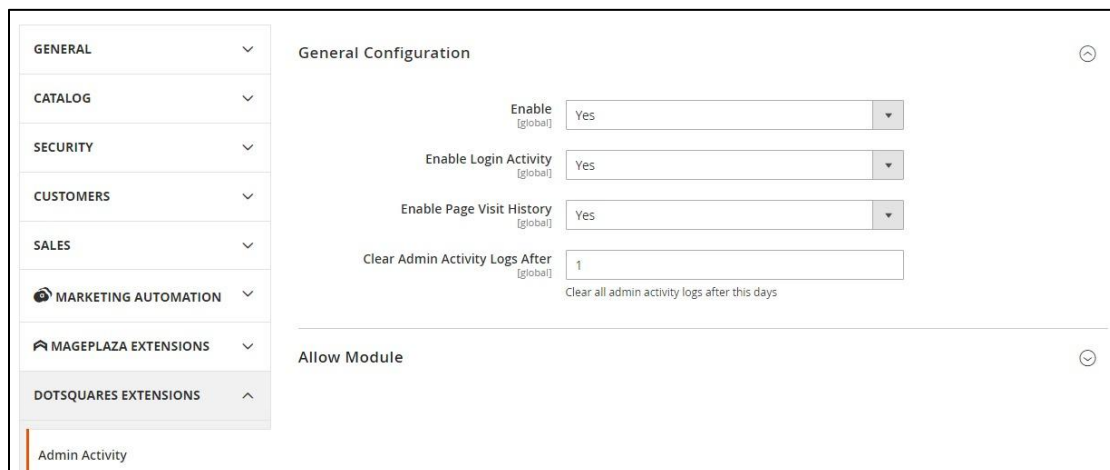 GENERAL
CATALOG
SECURITY
CUSTOMERS
SALES
MARKETING AUTOMATION
MAGEPLAZA EXTENSIONS
DOTSQUARES EXTENSIONS
Admin Activity
General Configuration
Enable
[global]
Yes
Enable Login Activity
[global]
Yes
Enable Page Visit History
[global]
Yes
Clear Admin Activity Logs After
[global]
1
Clear all admin activity logs after this days
Allow Module